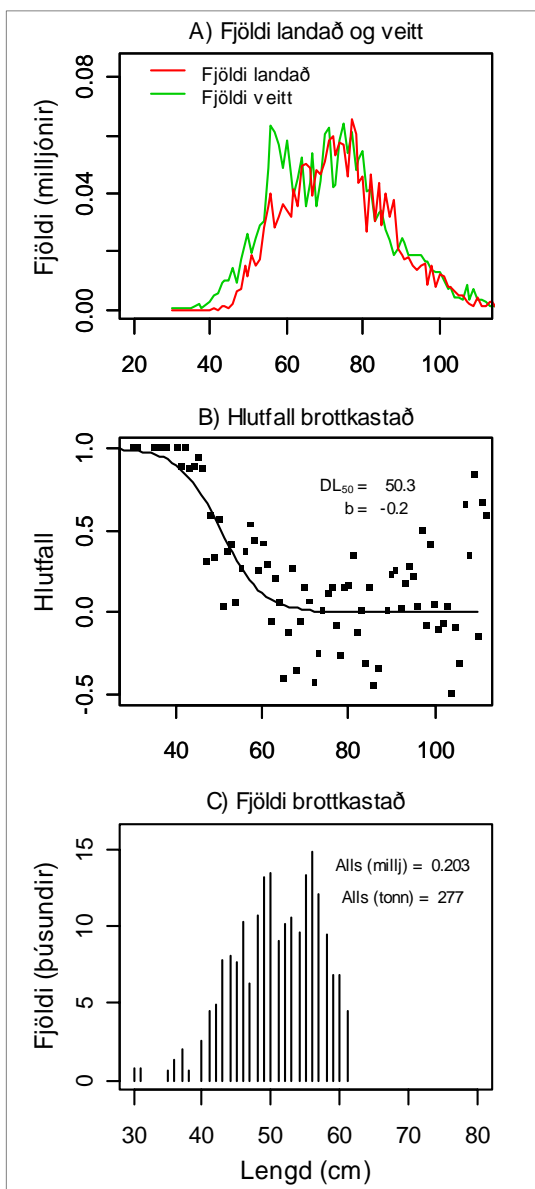 A) Fjöldi landað og veitt
Fjöldi (milljónir)
0.08
0.04
0.00
Fjöldi landað
Fjöldi veitt
20 40 60 80 100
B) Hlutfall brottkastað
Hlutfall
1.0
0.5
0.0
-0.5
DL50 = 50.3
b = -0.2
40 60 80 100
C) Fjöldi brottkastað
Fjöldi (þúsundir)
15
10
5
0
Alls (millj) = 0.203
Alls (tonn) = 277
30 40 50 60 70 80
Lengd (cm)